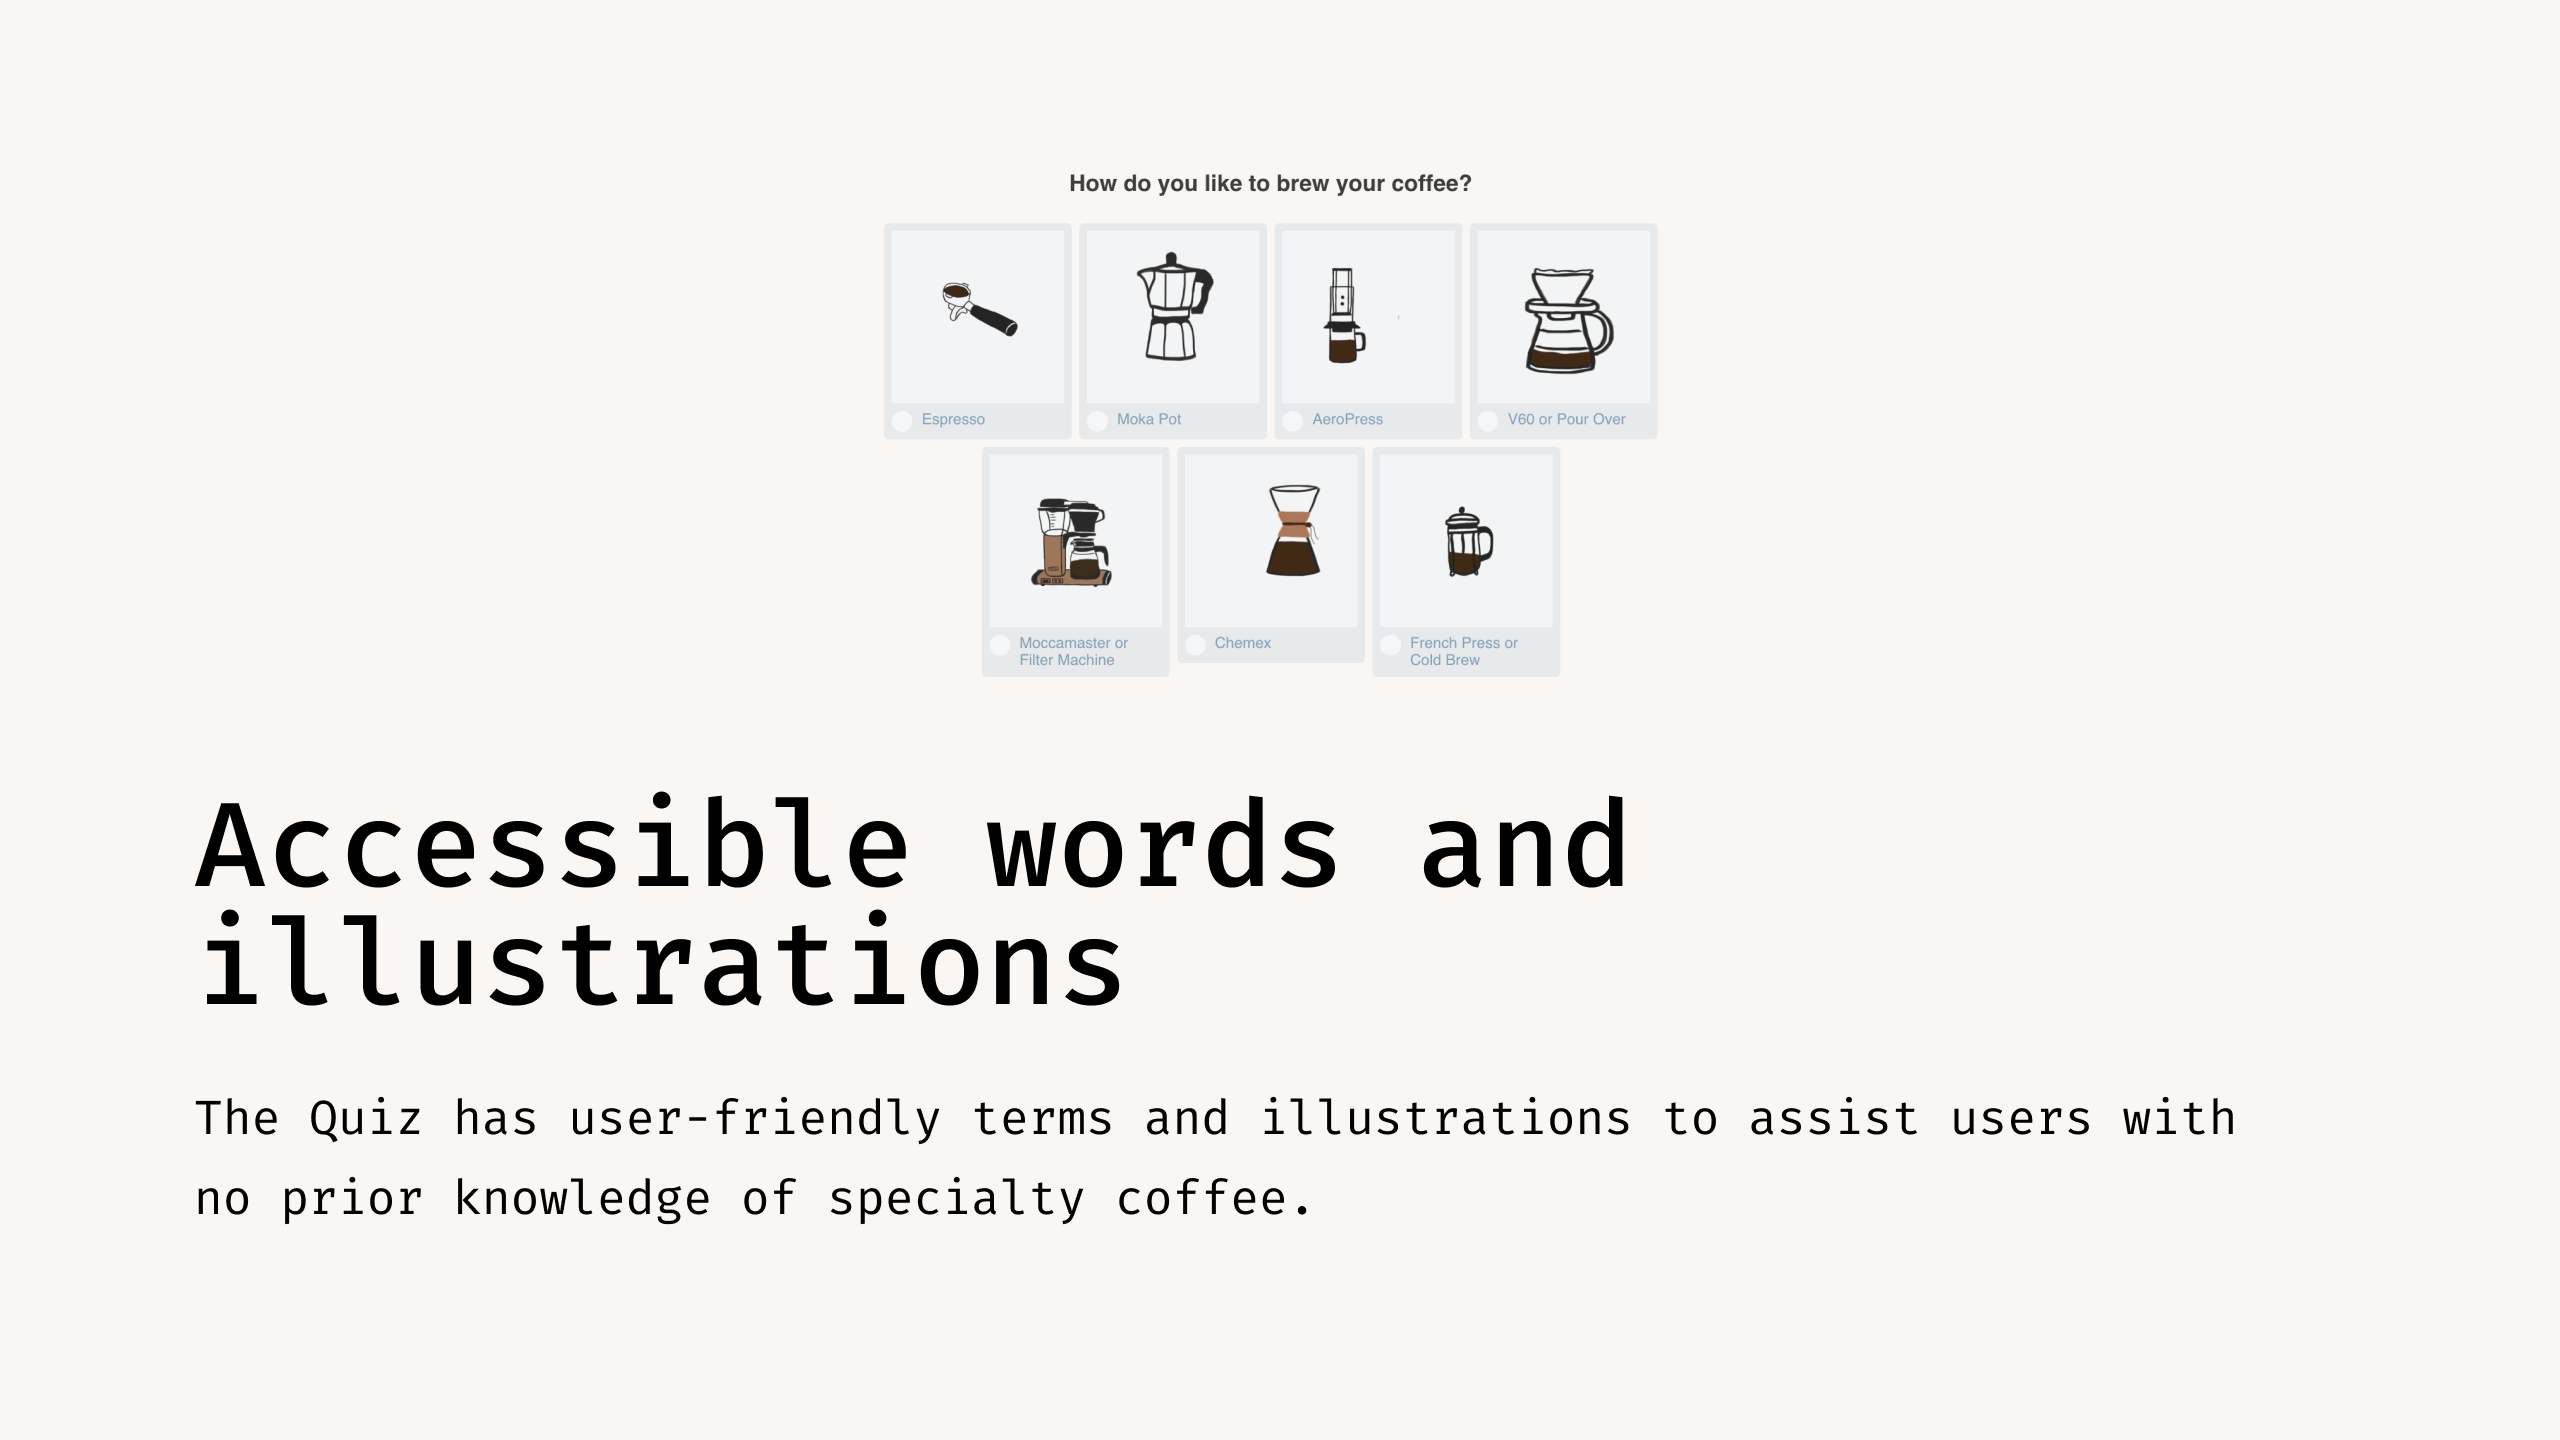 How do you like to brew your coffee?
Espresso
Moka Pot
AeroPress
V60 or Pour Over
Moccamaster or
Filter Machine
Chemex
French Press or
Cold Brew
Accessible words and
illustrations
The Quiz has user-friendly terms and illustrations to assist users with
no prior knowledge of specialty coffee.